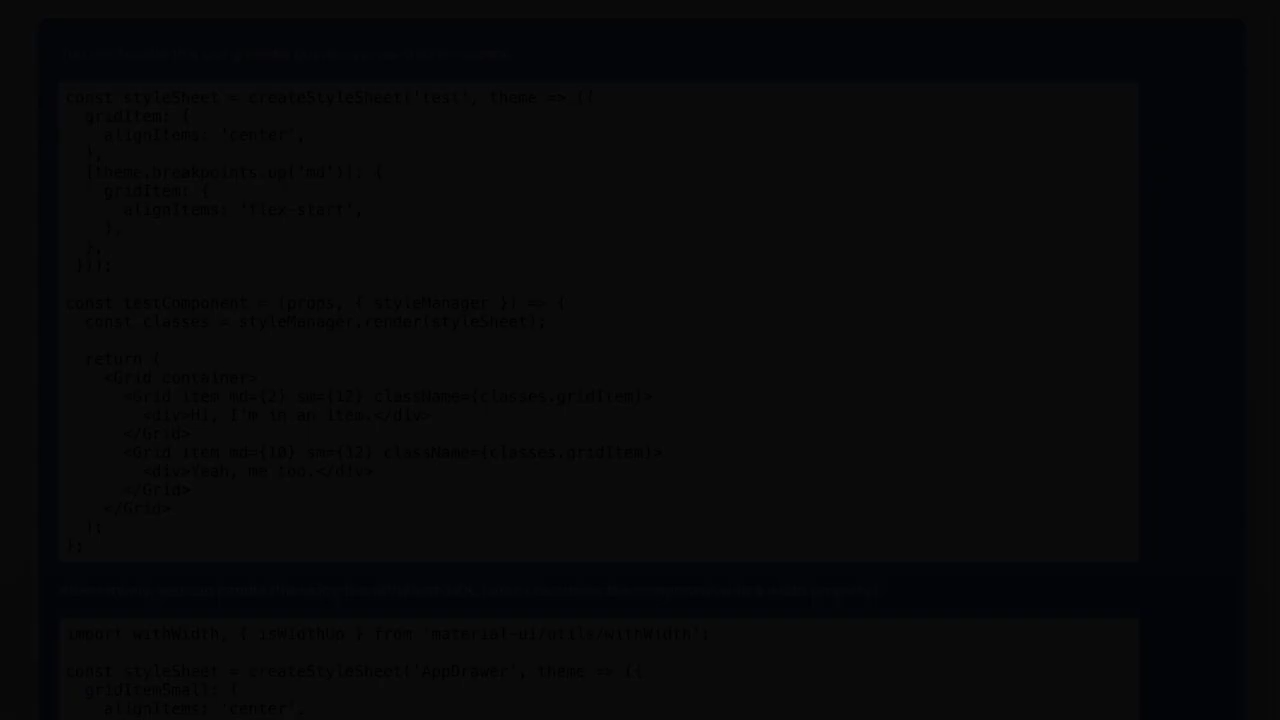 const styleSheet = createStyleSheet('test', theme => ({
  gridItem: {
    alignItems: 'center',
  },
  [theme.breakpoints.up('md')]: {
    gridItem: {
      alignItems: 'flex-start',
    },
  },
 }));
const testComponent = (props, { styleManager }) => {
  const classes = styleManager.render(styleSheet);
  return (
    <Grid container>
      <Grid item md={2} sm={12} className={classes.gridItem}>
        <div>Hi, I'm in an item.</div>
      </Grid>
      <Grid item md={10} sm={12} className={classes.gridItem}>
        <div>Yeah, me too.</div>
      </Grid>
    </Grid>
  );
};
import withWidth, { isWidthUp } from 'material-ui/utils/withWidth')
const styleSheet = createStyleSheet('AppDrawer', theme => ({
  gridItemSmall: {
    alignItems: 'center',